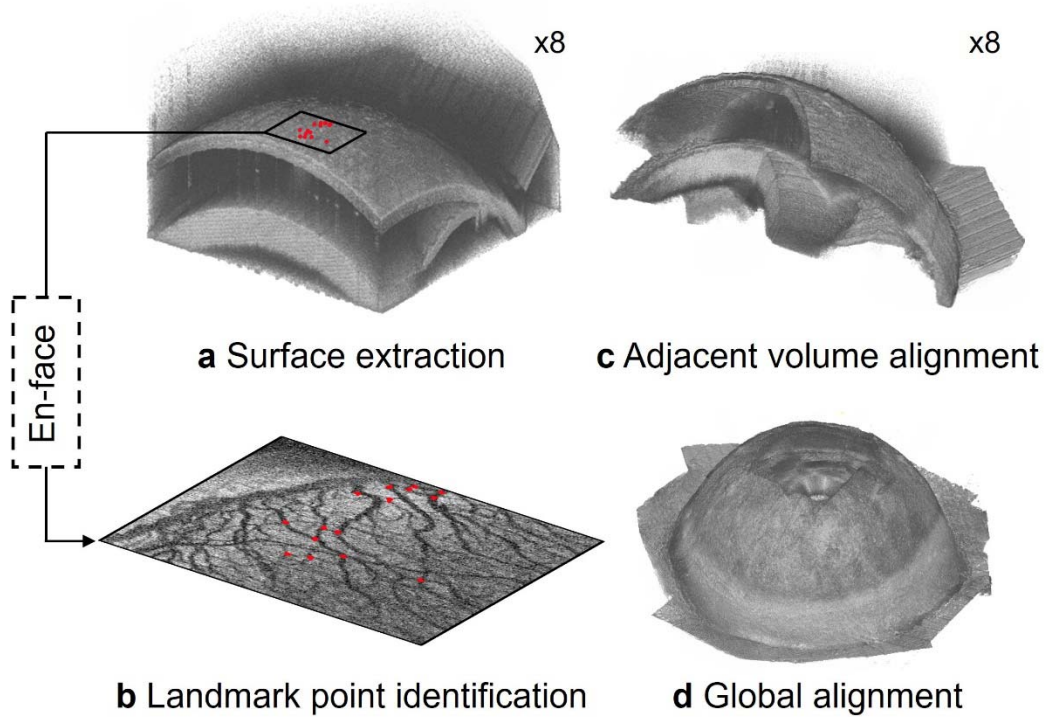 x8
x8
a Surface extraction
c Adjacent volume alignment
En-face
b Landmark point identification
d Global alignment